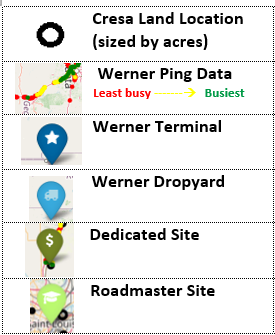 Cresa Land Location
(sized by acres)
Werner Ping Data
Least busy Busiest
Werner Terminal
Werner Dropyard
$
Dedicated Site
Roadmaster Site